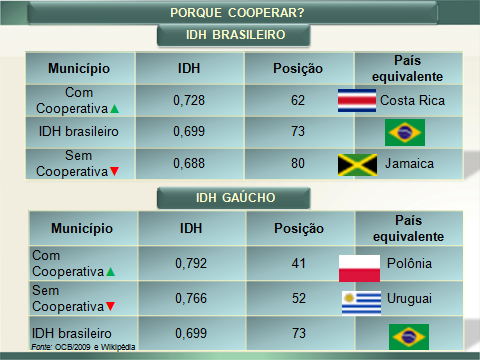 PORQUE COOPERAR?
IDH BRASILEIRO
Município IDH Posição País
equivalente
Com
Cooperativa▲ 0,728 62 Costa Rica
IDH brasileiro 0,699 73
Sem
Cooperativa▼ 0,688 80 Jamaica
IDH GAÚCHO
Município IDH Posição País
equivalente
Com
Cooperativa▲ 0,792 41 Polônia
Sem
Cooperativa▼ 0,766 52 Uruguai
IDH brasileiro 0,699 73
Fonte: OCB/2009 e Wikipédia